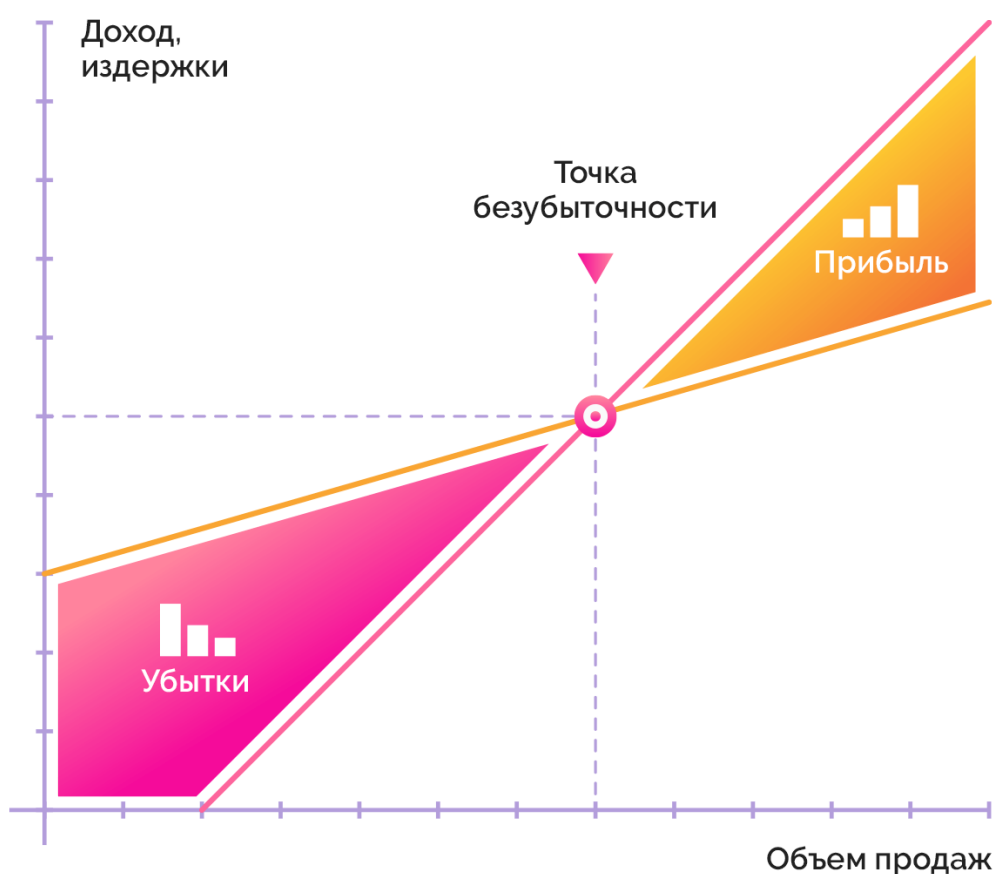 Доход,
издержки
Точка
безубыточности
Прибыль
Убытки
Объем продаж